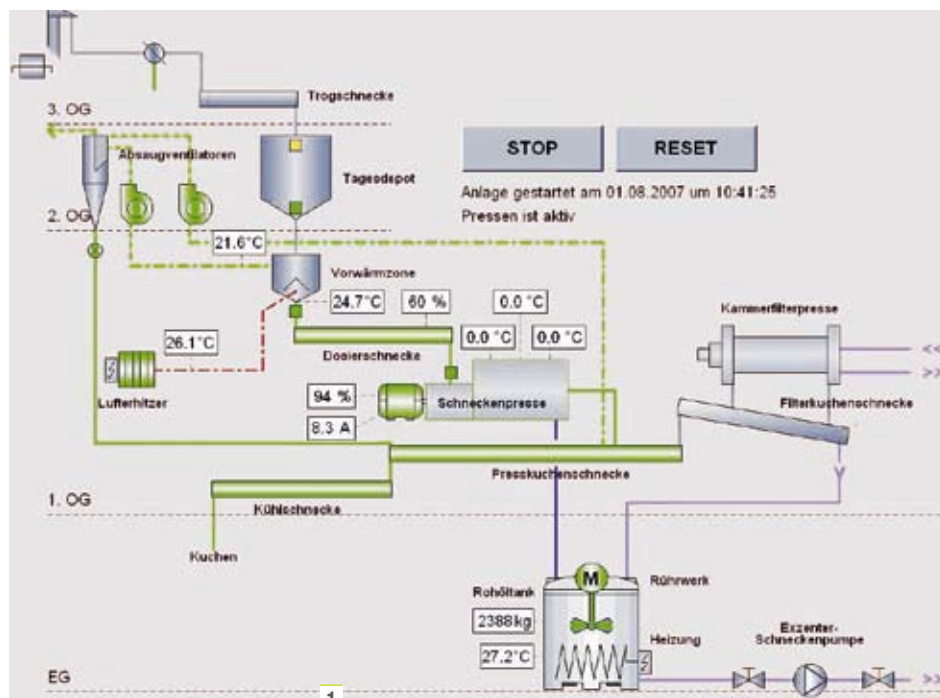 Trogschnecke
3. OG
Absaugventilatoren
STOP
RESET
Tagesdepot
Anlage gestartet am 01.08.2007 um 10:41:25
Pressen ist aktiv
2. OG
21.6°C
Vorwärmzone
24.7°C
60 %
0.0 °C
Kammerfilterpresse
26.1°C
0.0 °C
0.0 °C
<<
>>
Dosierschnecke
Lufterhitzer
94 %
Schneckenpresse
Filterkuchenschnecke
8.3 A
Presskuchenschnecke
1. OG
Kühlschnecke
Kuchen
M
Rohöltank
Rührwerk
2388kg
Heizung
Exzenter-
Schneckenpumpe
27.2°C
EG
>>
1